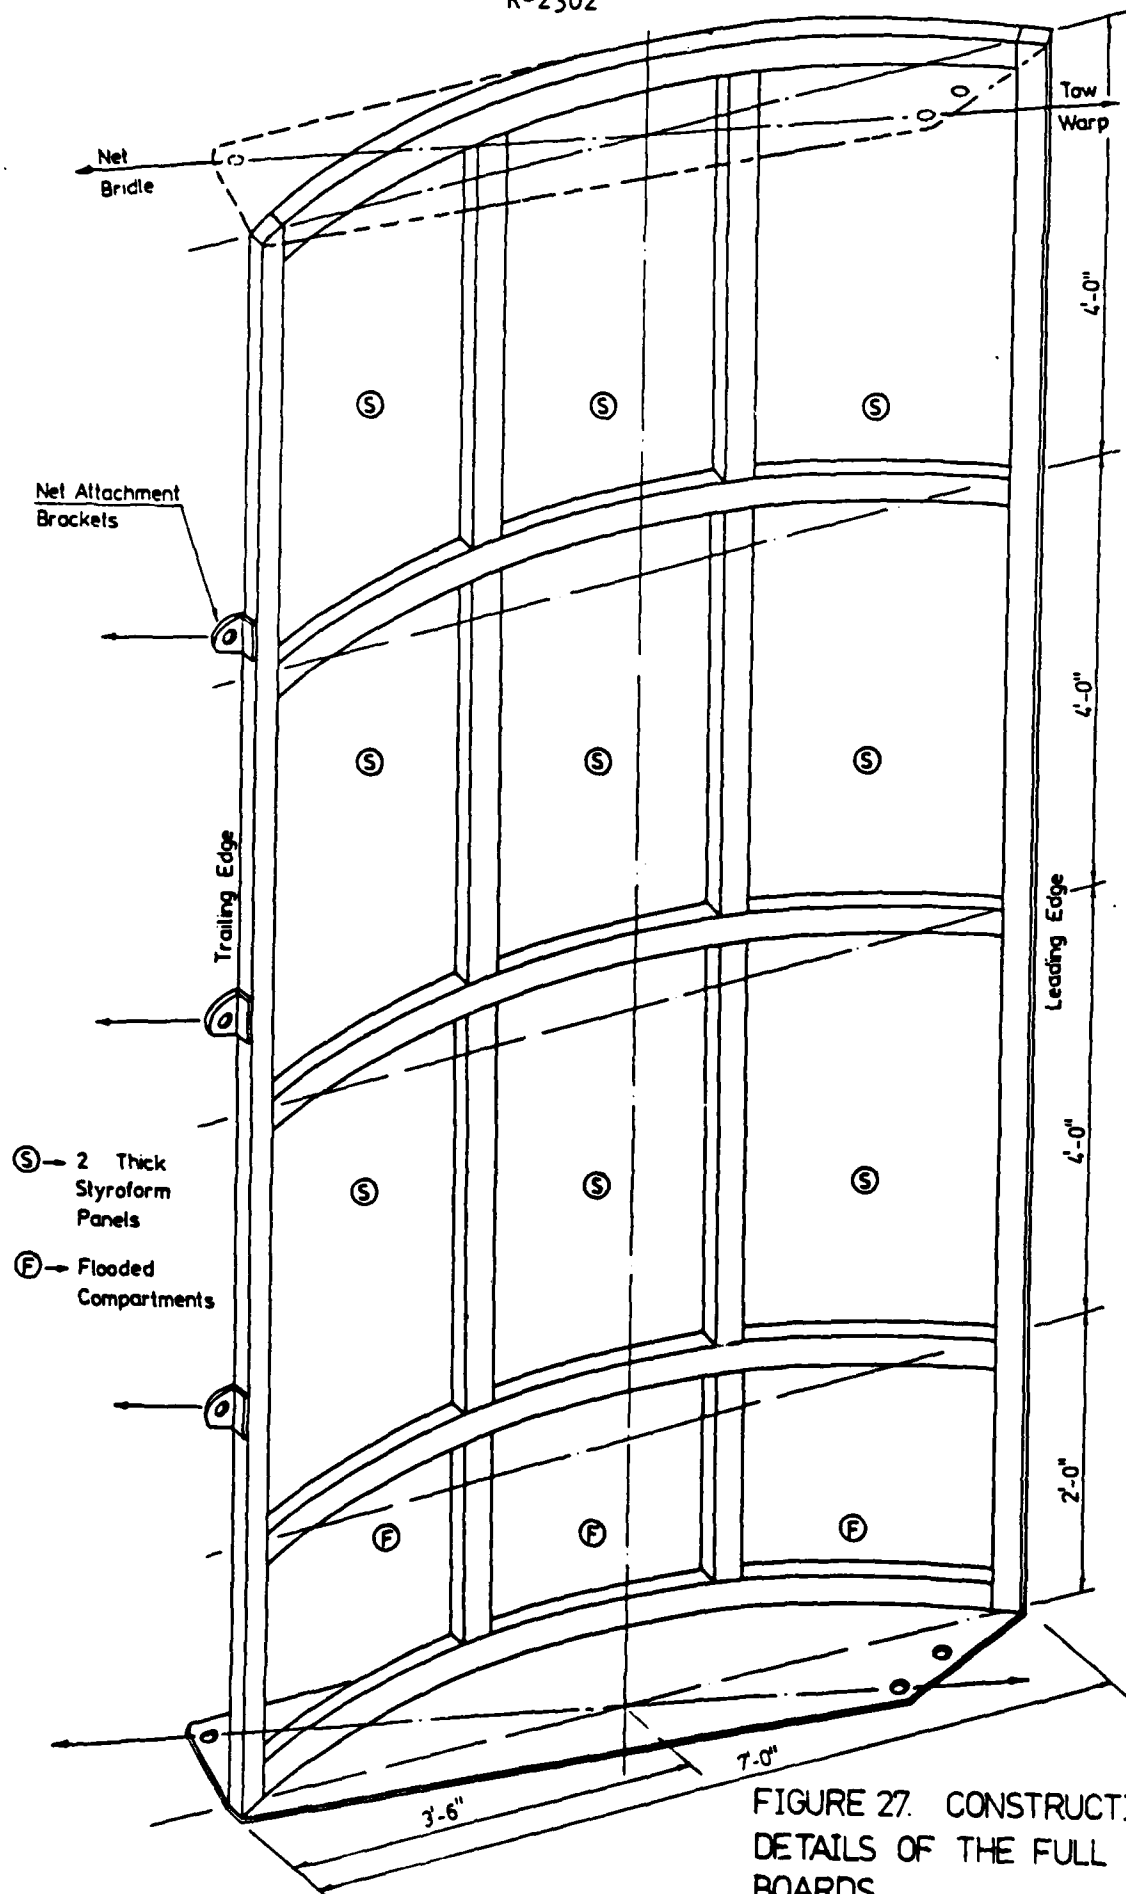 R-2302
Tow
Warp
Net
Bridle
4'-0"
S
S
S
Net Attachment
Brackets
4'-0"
S
S
S
Trailing Edge
Leading Edge
4'-0"
S → 2 Thick
Styroform
Panels
S
S
S
F → Flooded
Compartments
2'-0"
F
F
F
7'-0"
3'-6"
FIGURE 27. CONSTRUCTI
DETAILS OF THE FULL
BOARDS